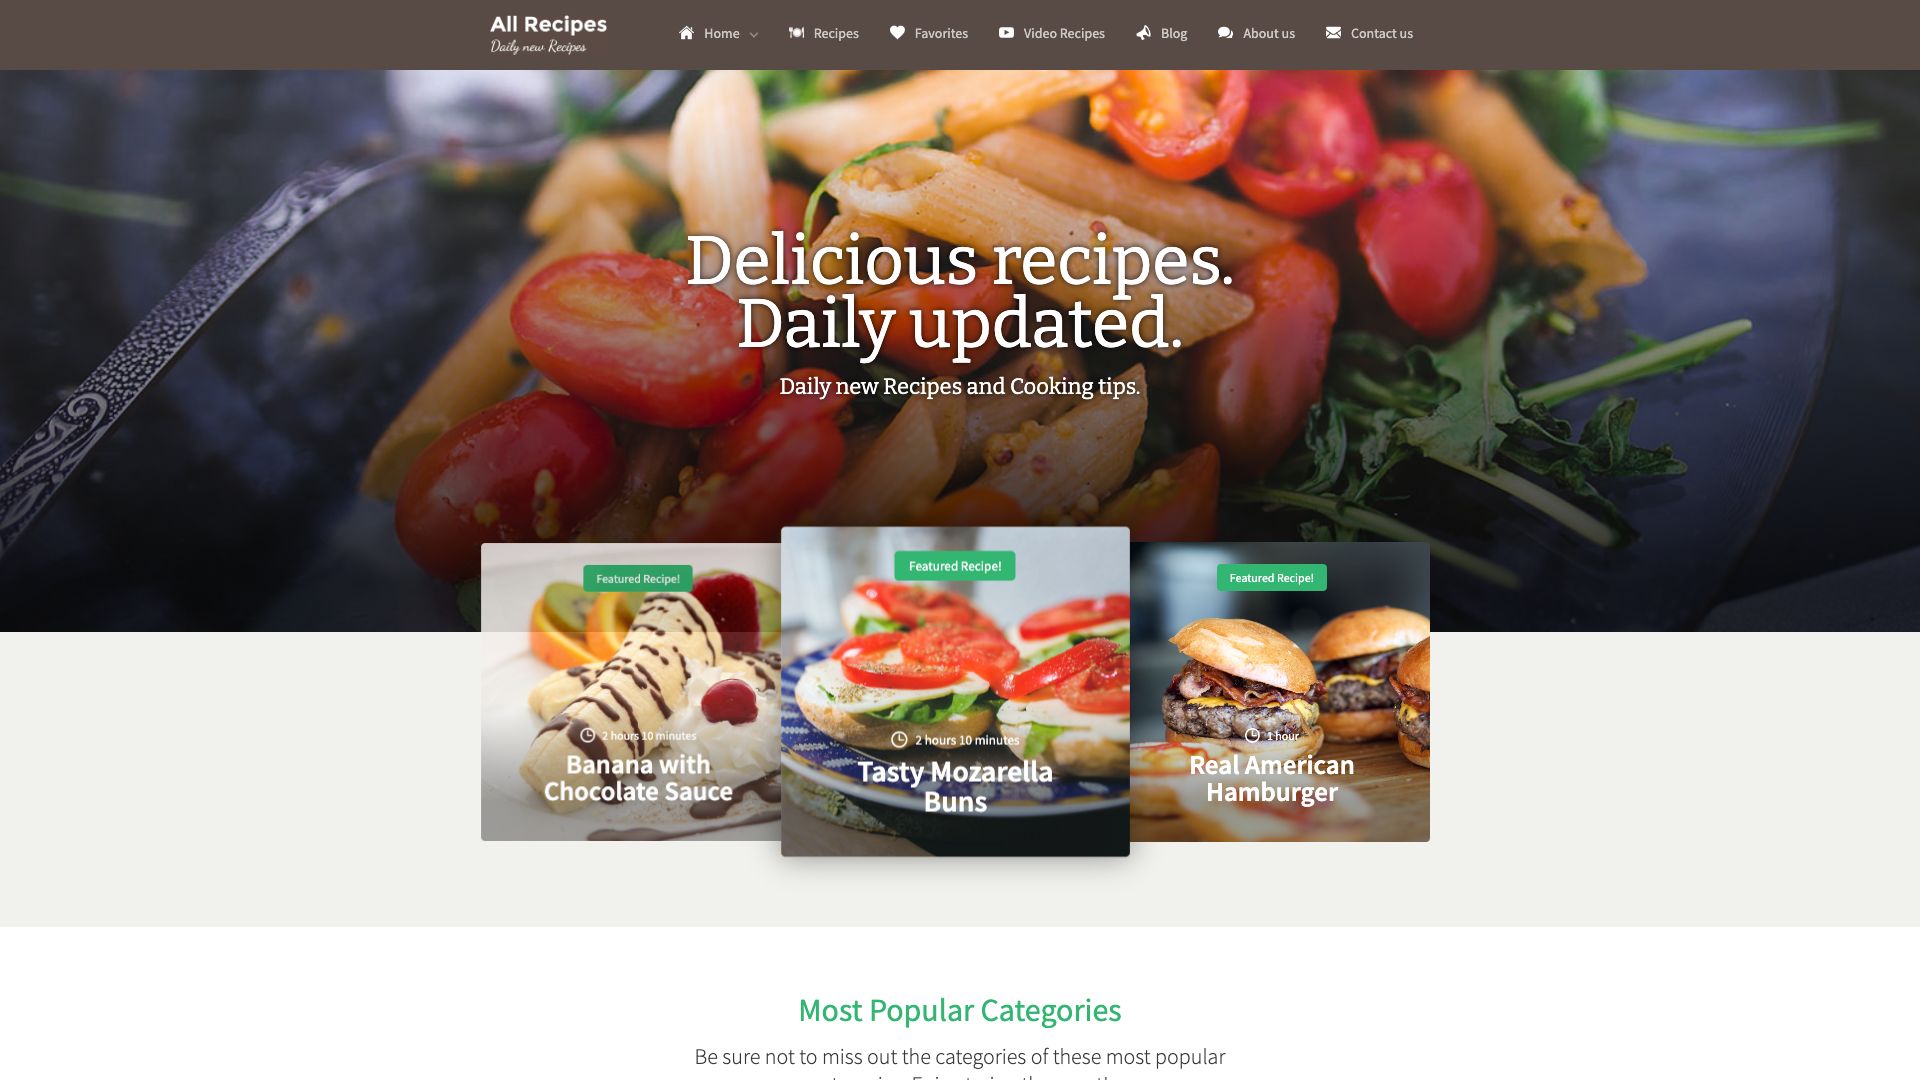 All Recipes
Daily new Recipes
Home
Recipes
Favorites
Video Recipes
Blog
About us
Contact us
Delicious recipes.
Daily updated.
Daily new Recipes and Cooking tips.
Featured Recipe!
2 hours 10 minutes
Banana with
Chocolate Sauce
Featured Recipe!
2 hours 10 minutes
Tasty Mozarella
Buns
Featured Recipe!
1 hour
Real American
Hamburger
Most Popular Categories
Be sure not to miss out the categories of these most popular